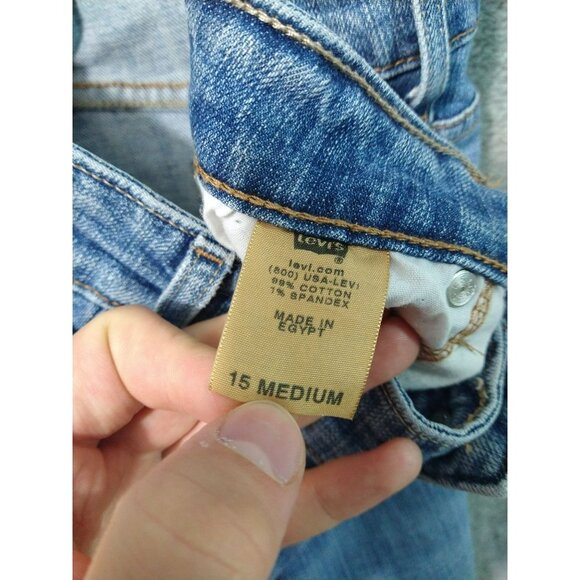 Levi's
®
levi.com
(800) USA-LEVI
99% COTTON
1% SPANDEX
MADE IN
EGYPT
15 MEDIUM